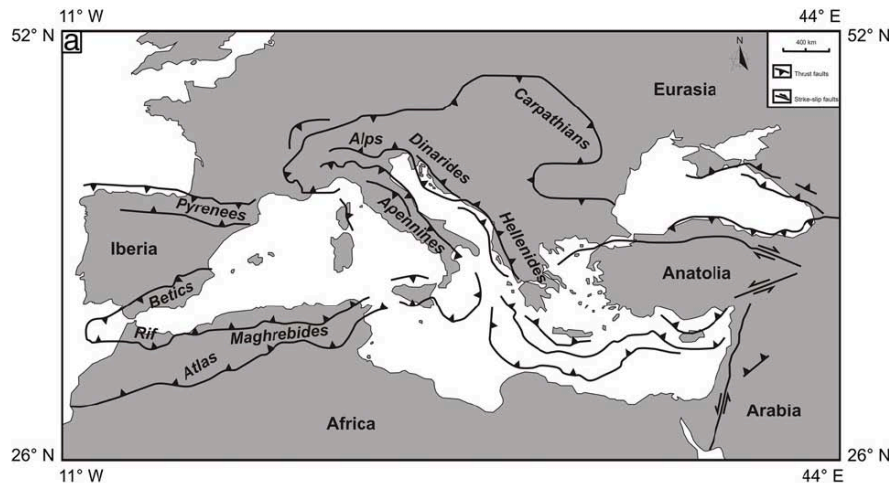 11° W
44° E
52° N
a
N
400 km
Thrust faults
Strike-slip faults
52° N
Eurasia
Carpathians
Alps
Dinarides
Pyrenees
Apennines
Hellenides
Iberia
Anatolia
Betics
Rif
Maghrebides
Atlas
Africa
Arabia
26° N
26° N
11° W
44° E